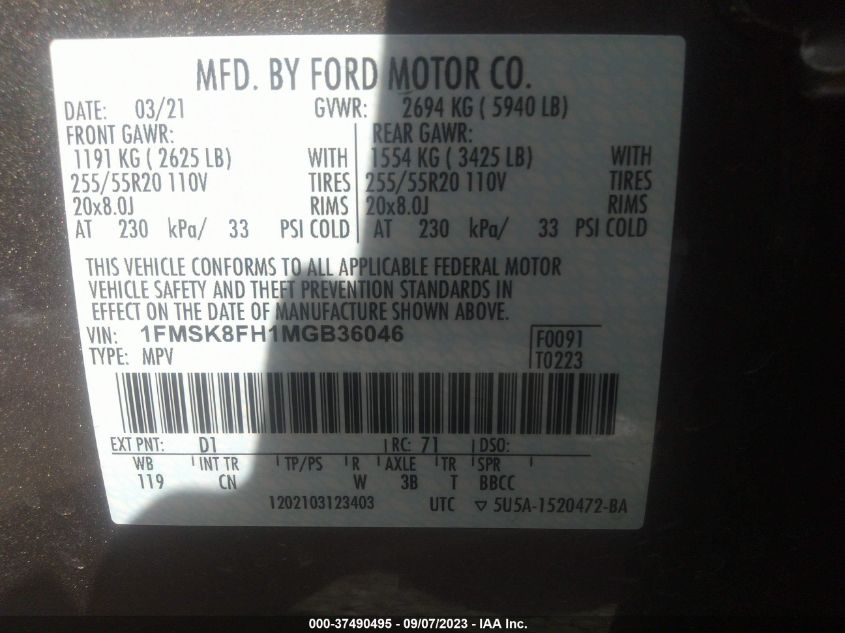 MFD. BY FORD MOTOR CO.
DATE: 03/21 GVWR: 2694 KG ( 5940 LB)
FRONT GAWR: REAR GAWR:
1191 KG ( 2625 LB) WITH 1554 KG ( 3425 LB) WITH
255/55R20 110V TIRES 255/55R20 110V TIRES
20x8.0J RIMS 20x8.0J RIMS
AT 230 kPa/ 33 PSI COLD AT 230 kPa/ 33 PSI COLD
THIS VEHICLE CONFORMS TO ALL APPLICABLE FEDERAL MOTOR
VEHICLE SAFETY AND THEFT PREVENTION STANDARDS IN
EFFECT ON THE DATE OF MANUFACTURE SHOWN ABOVE.
VIN: 1FMSK8FH1MGB36046 F0091
TYPE: MPV T0223
EXT PNT: D1 RC: 71 DSO:
WB INT TR TP/PS R AXLE TR SPR
119 CN W 3B T BBCC
1202103123403 UTC ▽ 5U5A-1520472-BA
000-37490495 - 09/07/2023 - IAA Inc.